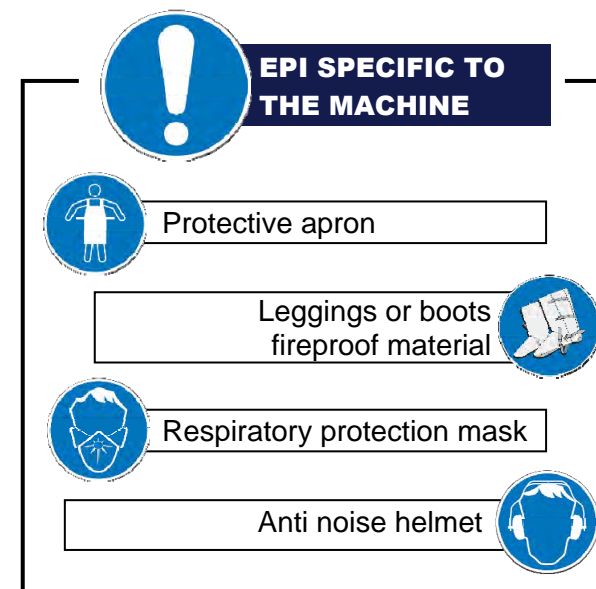 EPI SPECIFIC TO
THE MACHINE
Protective apron
Leggings or boots
fireproof material
Respiratory protection mask
Anti noise helmet